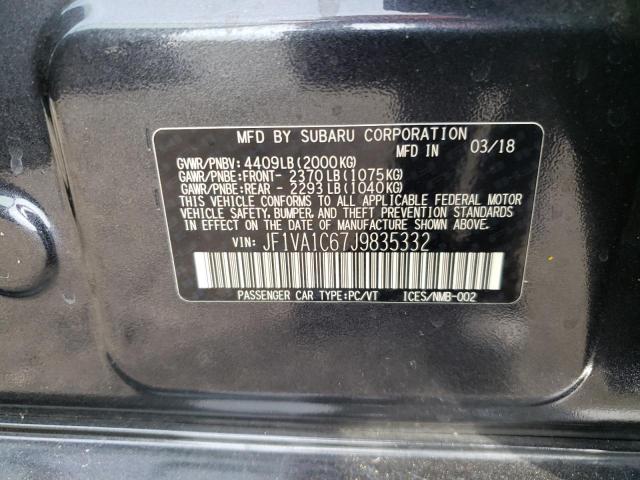 MFD BY SUBARU CORPORATION
MFD IN 03/18
GVWR/PNBV: 4409LB(2000KG)
GAWR/PNBE:FRONT- 2370LB(1075KG)
GAWR/PNBE:REAR - 2293LB(1040KG)
THIS VEHICLE CONFORMS TO ALL APPLICABLE FEDERAL MOTOR
VEHICLE SAFETY, BUMPER, AND THEFT PREVENTION STANDARDS
IN EFFECT ON THE DATE OF MANUFACTURE SHOWN ABOVE.
VIN: JF1VA1C67J9835332
PASSENGER CAR TYPE:PC/VT ICES/NMB-002